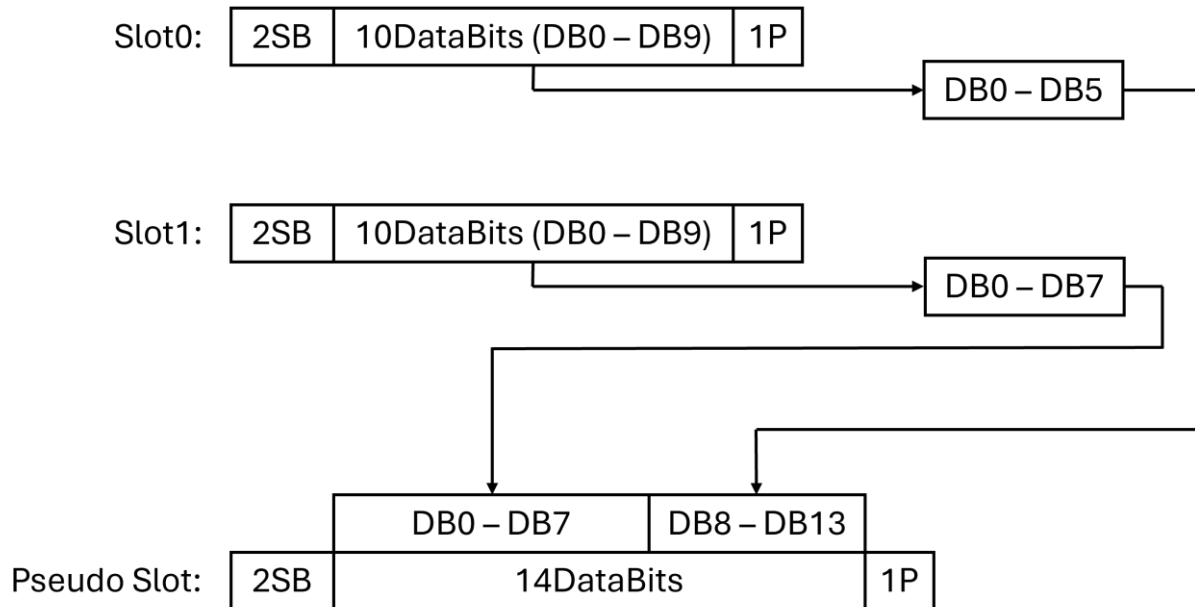 Slot0: 2SB 10DataBits (DB0 – DB9) 1P
DB0 – DB5
Slot1: 2SB 10DataBits (DB0 – DB9) 1P
DB0 – DB7
DB0 – DB7 DB8 – DB13
Pseudo Slot: 2SB 14DataBits 1P